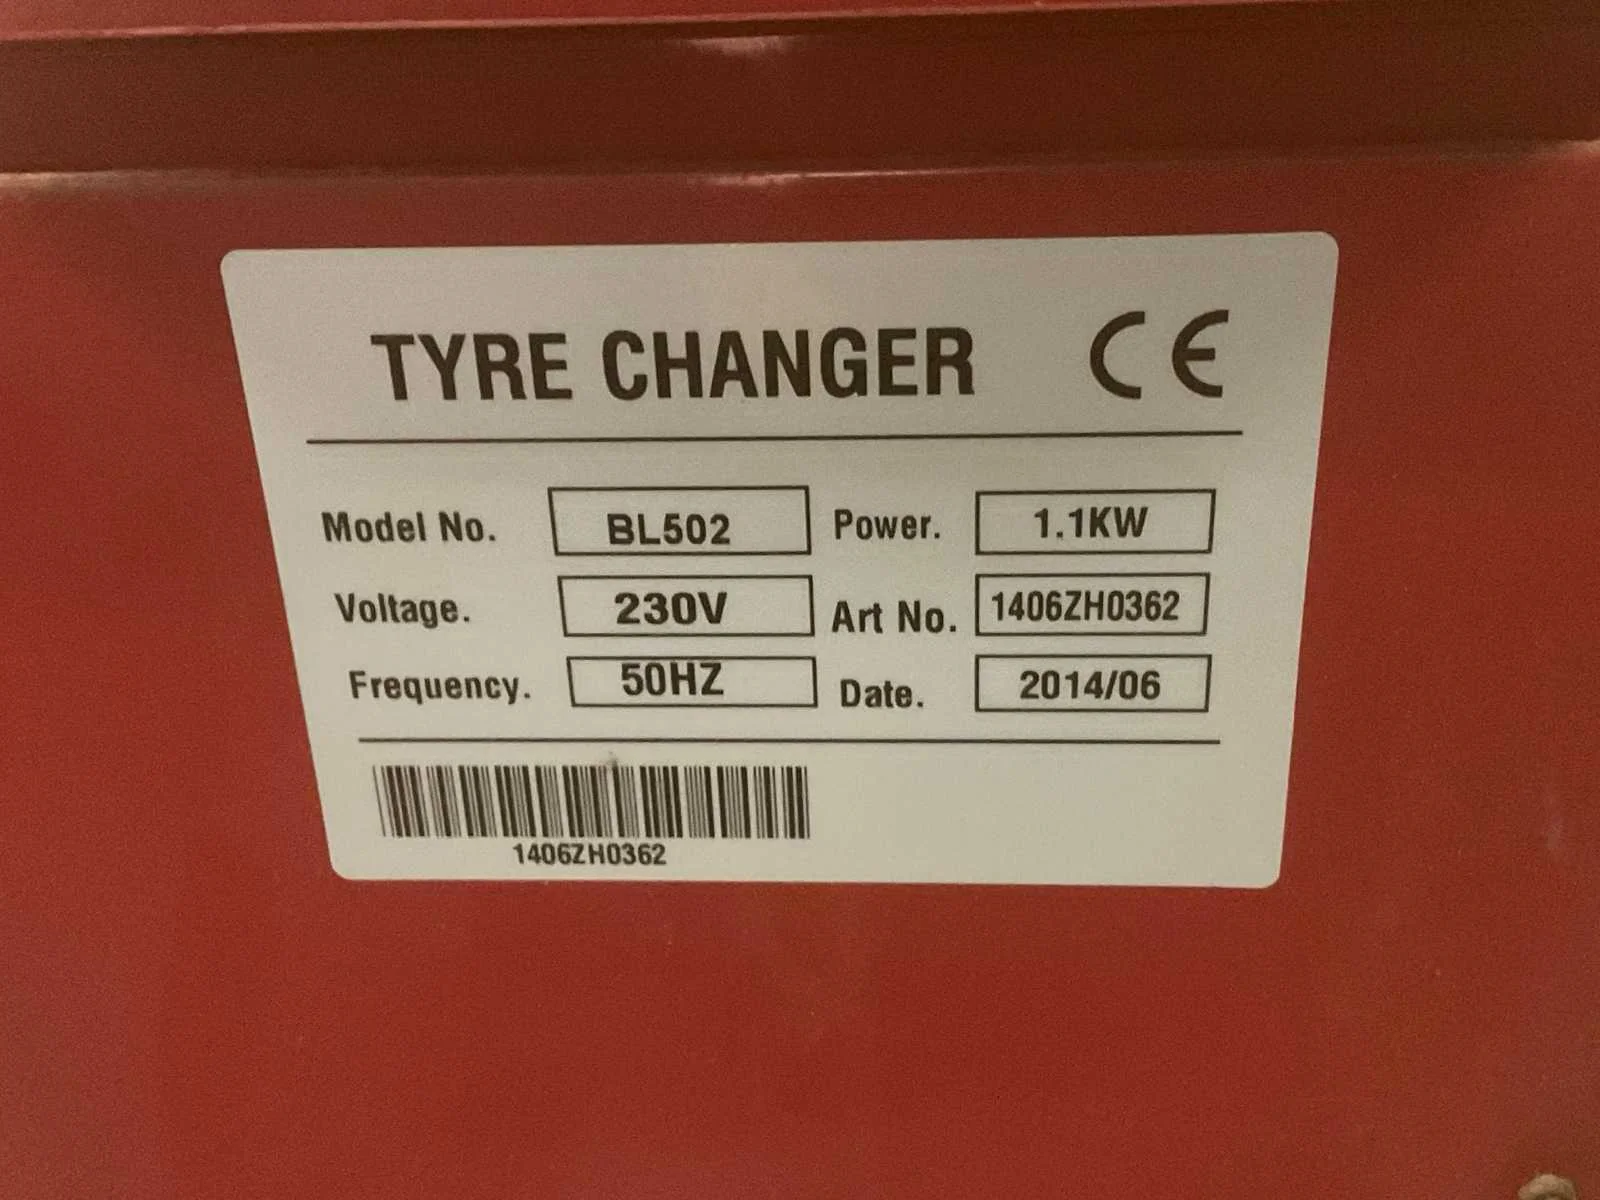 TYRE CHANGER CE
Model No. BL502 Power. 1.1KW
Voltage. 230V Art No. 1406ZH0362
Frequency. 50HZ Date. 2014/06
1406ZH0362